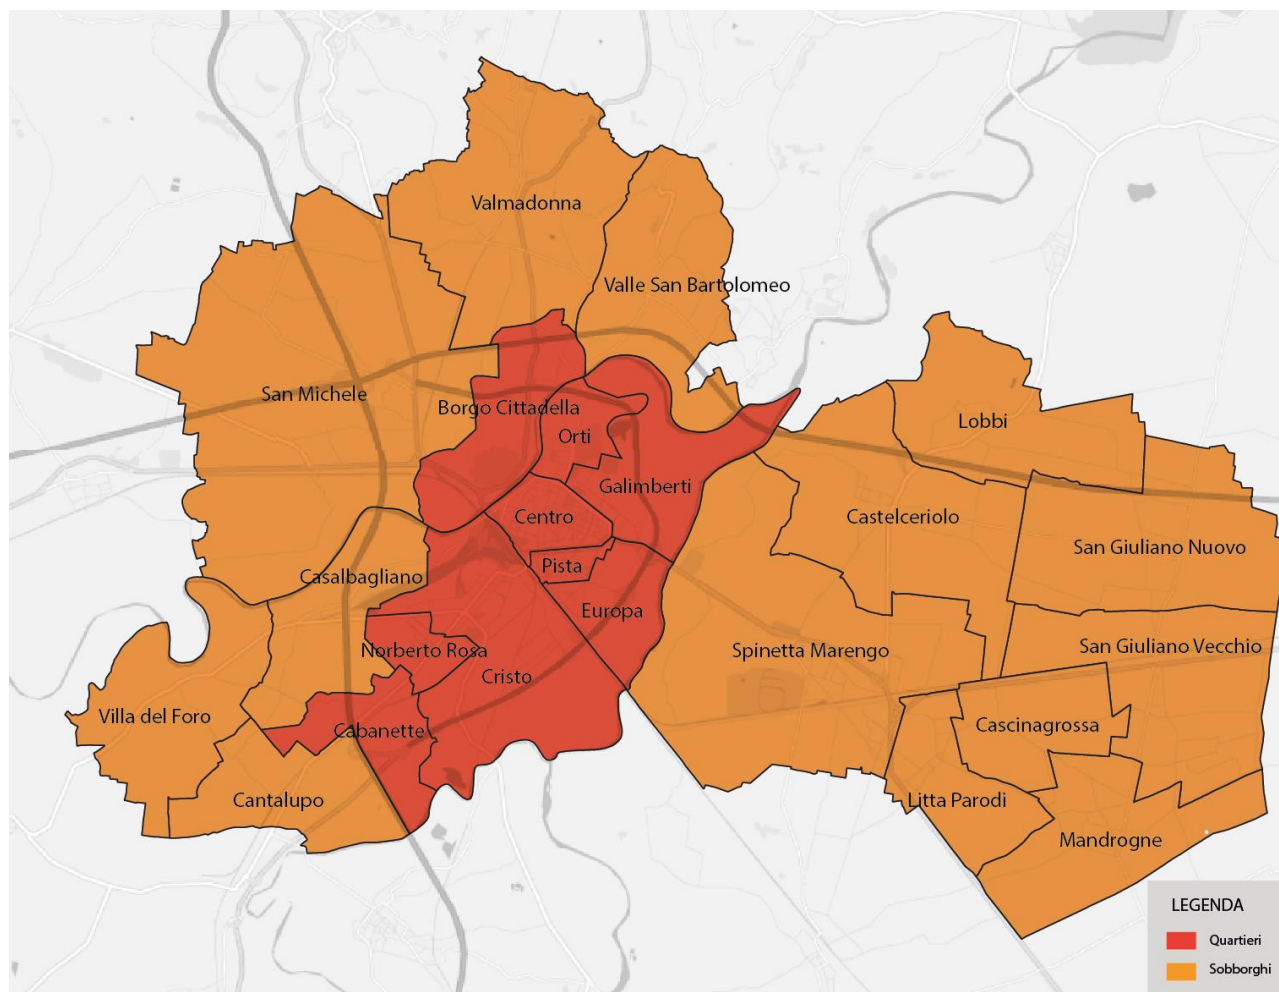 Valmadonna
Valle San Bartolomeo
San Michele
Borgo Cittadella
Lobbi
Orti
Galimberti
Centro
Castelceriolo
San Giuliano Nuovo
Pista
Casalbagliano
Europa
Norberto Rosa
Spinetta Marengo
San Giuliano Vecchio
Cristo
Villa del Foro
Cabanette
Cascinagrossa
Cantalupo
Litta Parodi
Mandrogne
LEGENDA
Quartieri
Sobborghi